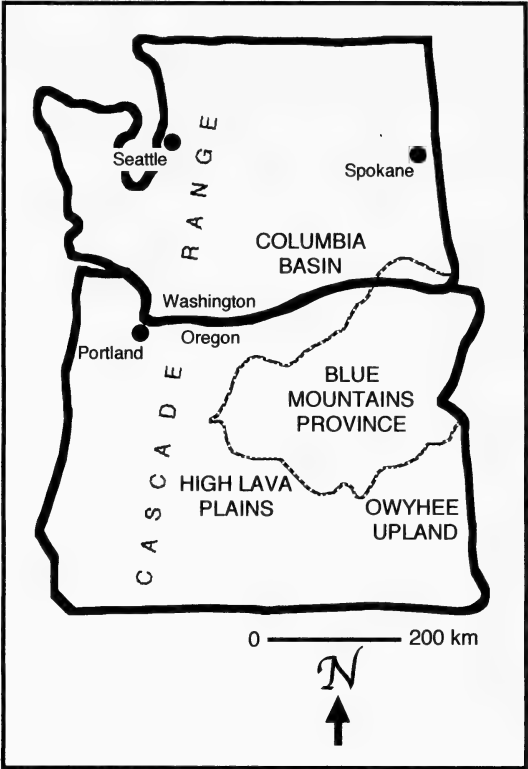 CASCADE RANGE
Seattle
Spokane
COLUMBIA
BASIN
Washington
Oregon
Portland
BLUE
MOUNTAINS
PROVINCE
HIGH LAVA
PLAINS
OWYHEE
UPLAND
0 200 km
N